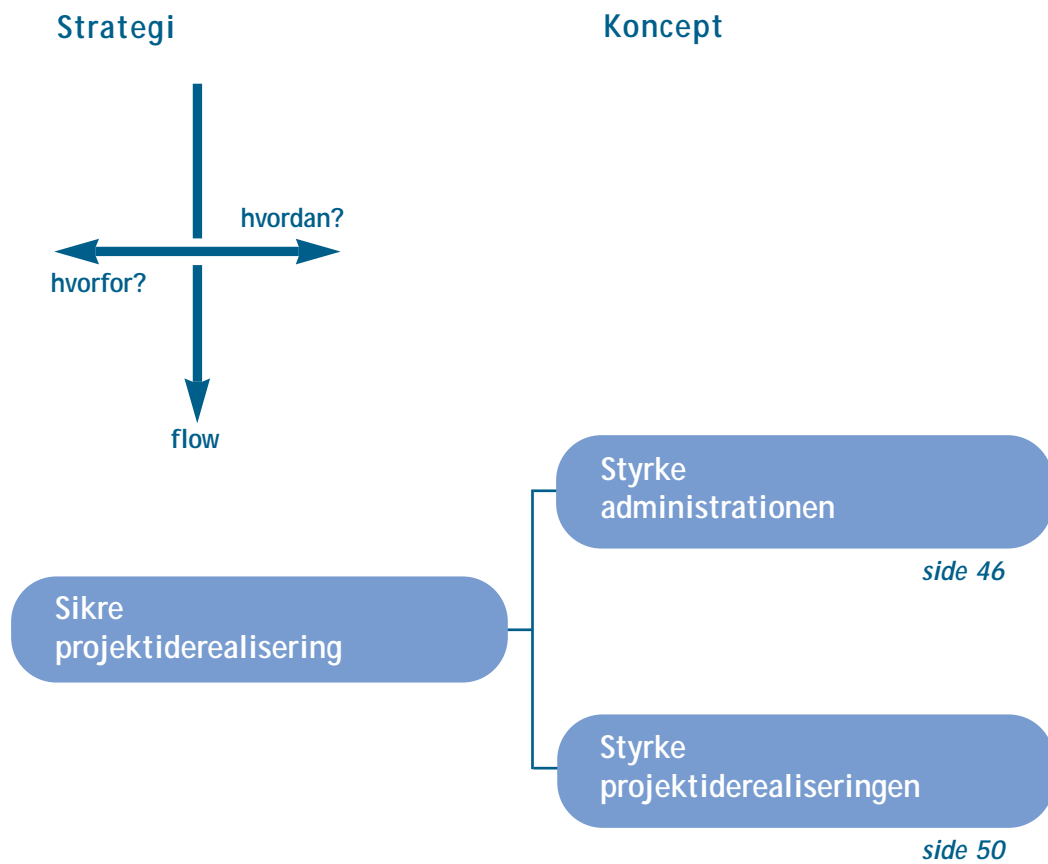 Strategi
Koncept
hvordan?
hvorfor?
flow
Styrke
administrationen
side 46
Sikre
projektiderealisering
Styrke
projektiderealiseringen
side 50